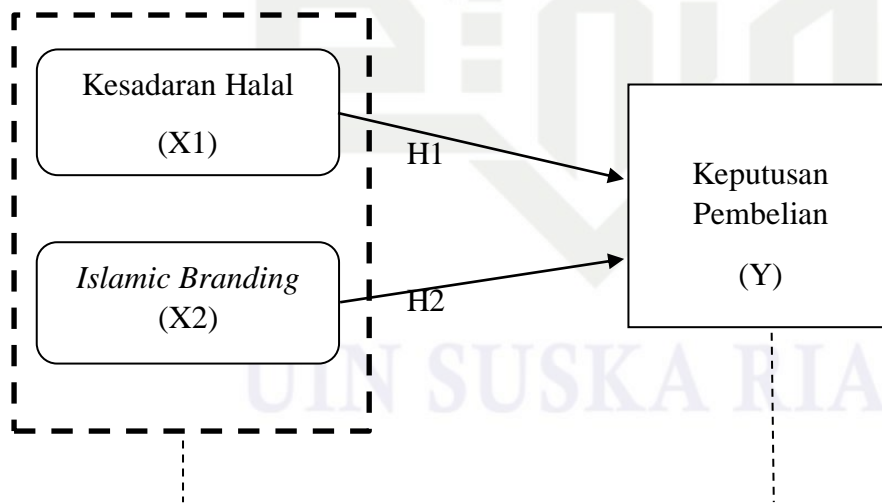 Kesadaran Halal
(X1)
H1
Islamic Branding
(X2)
H2
Keputusan
Pembelian
(Y)
UIN SUSKA RIA